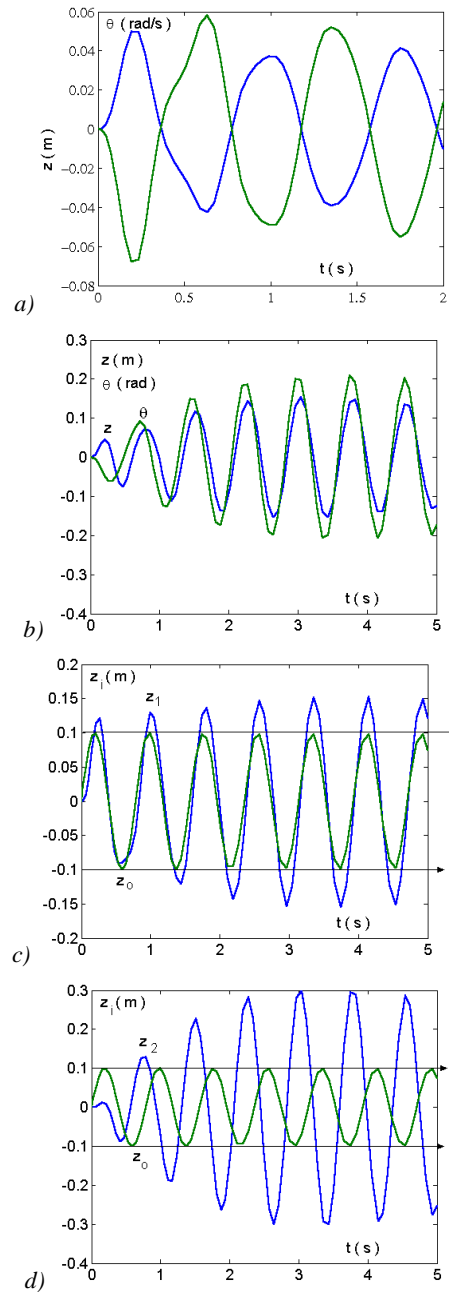 0.06
θ (rad/s)
0.04
0.02
0
−0.02
−0.04
−0.06
−0.08
z (m)
t (s)
0 0.5 1 1.5 2
a)
0.3
z (m)
0.2
θ (rad)
z θ
0.1
0
-0.1
-0.2
-0.3
-0.4
t (s)
0 1 2 3 4 5
b)
0.2
z_i (m)
z_1
0.15
0.1
0.05
0
-0.05
-0.1
z_o
-0.15
t (s)
-0.2
0 1 2 3 4 5
c)
0.3
z_i (m)
0.2
z_2
0.1
0
-0.1
z_o
-0.2
-0.3
t (s)
-0.4
0 1 2 3 4 5
d)